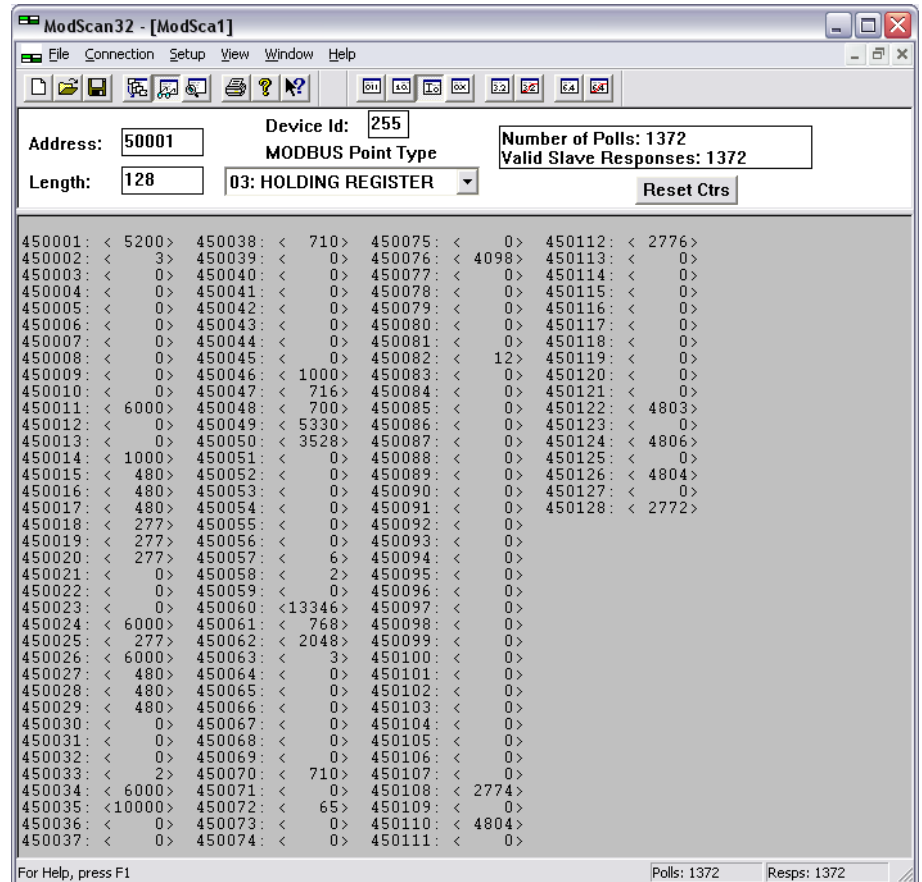 ModScan32 - [ModSca1]
File Connection Setup View Window Help
Address: 50001
Device Id: 255
MODBUS Point Type
Number of Polls: 1372
Valid Slave Responses: 1372
Length: 128
03: HOLDING REGISTER
Reset Ctrs
450001: < 5200> 450038: < 710> 450075: < 0> 450112: < 2776>
450002: < 3> 450039: < 0> 450076: < 4098> 450113: < 0>
450003: < 0> 450040: < 0> 450077: < 0> 450114: < 0>
450004: < 0> 450041: < 0> 450078: < 0> 450115: < 0>
450005: < 0> 450042: < 0> 450079: < 0> 450116: < 0>
450006: < 0> 450043: < 0> 450080: < 0> 450117: < 0>
450007: < 0> 450044: < 0> 450081: < 0> 450118: < 0>
450008: < 0> 450045: < 0> 450082: < 12> 450119: < 0>
450009: < 0> 450046: < 1000> 450083: < 0> 450120: < 0>
450010: < 0> 450047: < 716> 450084: < 0> 450121: < 0>
450011: < 6000> 450048: < 700> 450085: < 0> 450122: < 4803>
450012: < 0> 450049: < 5330> 450086: < 0> 450123: < 0>
450013: < 0> 450050: < 3528> 450087: < 0> 450124: < 4806>
450014: < 1000> 450051: < 0> 450088: < 0> 450125: < 0>
450015: < 480> 450052: < 0> 450089: < 0> 450126: < 4804>
450016: < 480> 450053: < 0> 450090: < 0> 450127: < 0>
450017: < 480> 450054: < 0> 450091: < 0> 450128: < 2772>
450018: < 277> 450055: < 0> 450092: < 0>
450019: < 277> 450056: < 0> 450093: < 0>
450020: < 277> 450057: < 6> 450094: < 0>
450021: < 0> 450058: < 2> 450095: < 0>
450022: < 0> 450059: < 0> 450096: < 0>
450023: < 0> 450060: <13346> 450097: < 0>
450024: < 6000> 450061: < 768> 450098: < 0>
450025: < 277> 450062: < 2048> 450099: < 0>
450026: < 6000> 450063: < 3> 450100: < 0>
450027: < 480> 450064: < 0> 450101: < 0>
450028: < 480> 450065: < 0> 450102: < 0>
450029: < 480> 450066: < 0> 450103: < 0>
450030: < 0> 450067: < 0> 450104: < 0>
450031: < 0> 450068: < 0> 450105: < 0>
450032: < 0> 450069: < 0> 450106: < 0>
450033: < 2> 450070: < 710> 450107: < 0>
450034: < 6000> 450071: < 0> 450108: < 2774>
450035: <10000> 450072: < 65> 450109: < 0>
450036: < 0> 450073: < 0> 450110: < 4804>
450037: < 0> 450074: < 0> 450111: < 0>
For Help, press F1
Polls: 1372
Resps: 1372